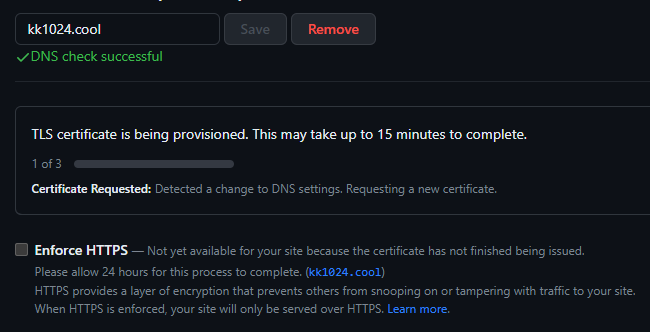 kk1024.cool Save Remove
DNS check successful
TLS certificate is being provisioned. This may take up to 15 minutes to complete.
1 of 3
Certificate Requested: Detected a change to DNS settings. Requesting a new certificate.
Enforce HTTPS — Not yet available for your site because the certificate has not finished being issued.
Please allow 24 hours for this process to complete. (kk1024.cool)
HTTPS provides a layer of encryption that prevents others from snooping on or tampering with traffic to your site.
When HTTPS is enforced, your site will only be served over HTTPS. Learn more.